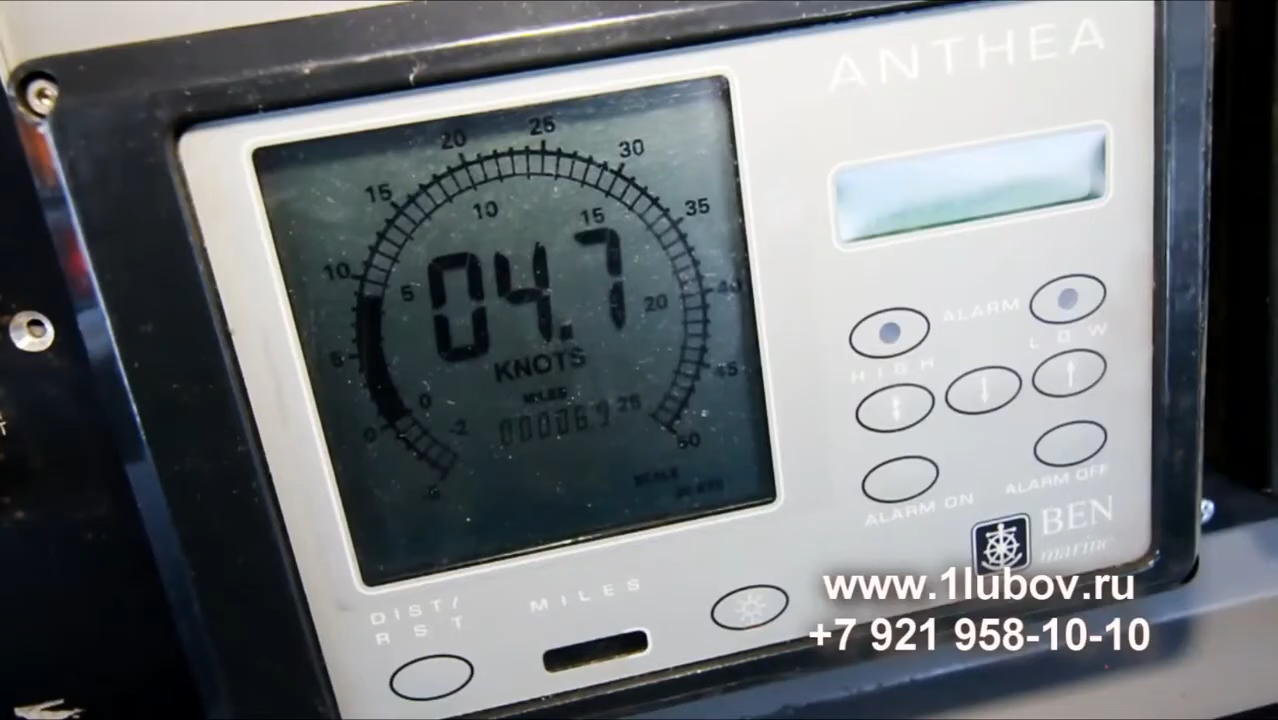 ANTHEA
20 25 30
15 35
10 15
10 40
5 20
04.7
5 45
KNOTS
MILES
0 25
0 -2 50
SCALE
ALARM
HIGH LOW
ALARM ON ALARM OFF
BEN
marine
DIST/ MILES
RST
www.1lubov.ru
+7 921 958-10-10